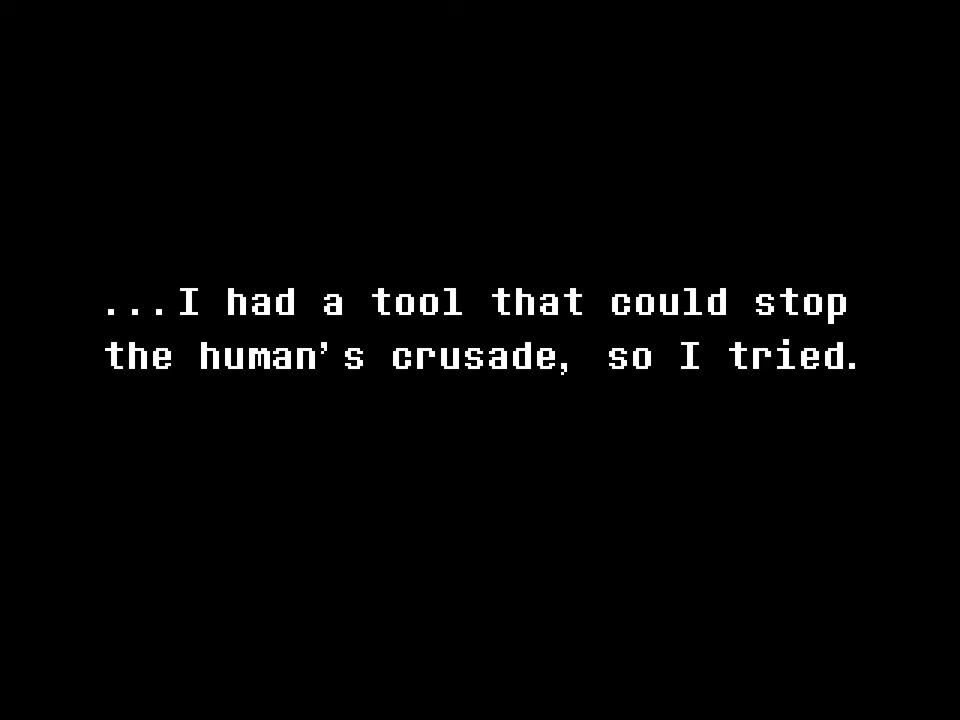 ...I had a tool that could stop
the human's crusade, so I tried.